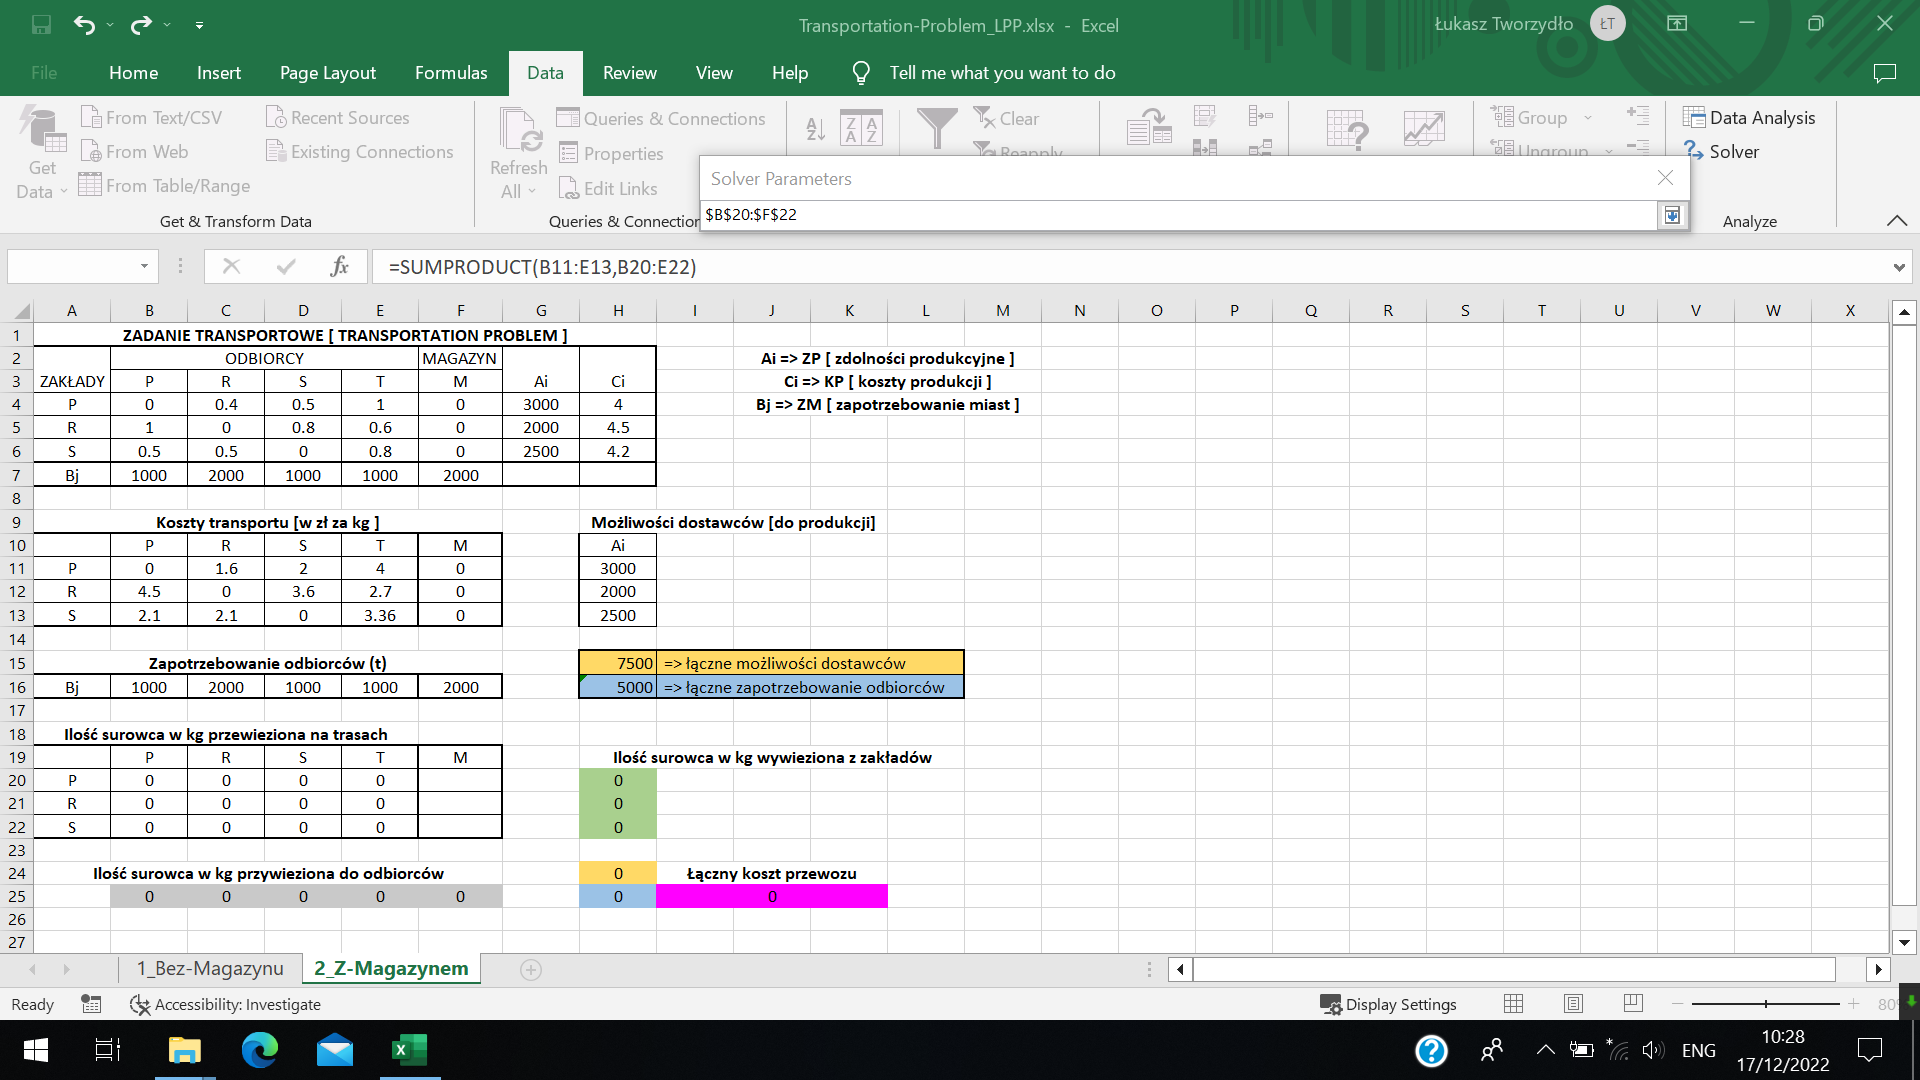 Transportation-Problem_LPP.xlsx - Excel
Łukasz Tworzydło ŁT
File Home Insert Page Layout Formulas Data Review View Help Tell me what you want to do
Get Data
From Text/CSV
From Web
From Table/Range
Recent Sources
Existing Connections
Get & Transform Data
Refresh All
Queries & Connections
Properties
Edit Links
Queries & Connection
Clear
Reapply
Group
Ungroup
Data Analysis
Solver
Analyze
Solver Parameters
$B$20:$F$22
fx =SUMPRODUCT(B11:E13,B20:E22)
A B C D E F G H I J K L M N O P Q R S T U V W X
1 ZADANIE TRANSPORTOWE [ TRANSPORTATION PROBLEM ]
2 ODBIORCY MAGAZYN Ai => ZP [ zdolności produkcyjne ]
3 ZAKŁADY P R S T M Ai Ci Ci => KP [ koszty produkcji ]
4 P 0 0.4 0.5 1 0 3000 4 Bj => ZM [ zapotrzebowanie miast ]
5 R 1 0 0.8 0.6 0 2000 4.5
6 S 0.5 0.5 0 0.8 0 2500 4.2
7 Bj 1000 2000 1000 1000 2000
8
9 Koszty transportu [w zł za kg ] Możliwości dostawców [do produkcji]
10 P R S T M Ai
11 P 0 1.6 2 4 0 3000
12 R 4.5 0 3.6 2.7 0 2000
13 S 2.1 2.1 0 3.36 0 2500
14
15 Zapotrzebowanie odbiorców (t) 7500 => łączne możliwości dostawców
16 Bj 1000 2000 1000 1000 2000 5000 => łączne zapotrzebowanie odbiorców
17
18 Ilość surowca w kg przewieziona na trasach
19 P R S T M Ilość surowca w kg wywieziona z zakładów
20 P 0 0 0 0 0
21 R 0 0 0 0 0
22 S 0 0 0 0 0
23
24 Ilość surowca w kg przywieziona do odbiorców 0 Łączny koszt przewozu
25 0 0 0 0 0 0 0
26
27
1_Bez-Magazynu 2_Z-Magazynem
Ready Accessibility: Investigate Display Settings
ENG
10:28
17/12/2022